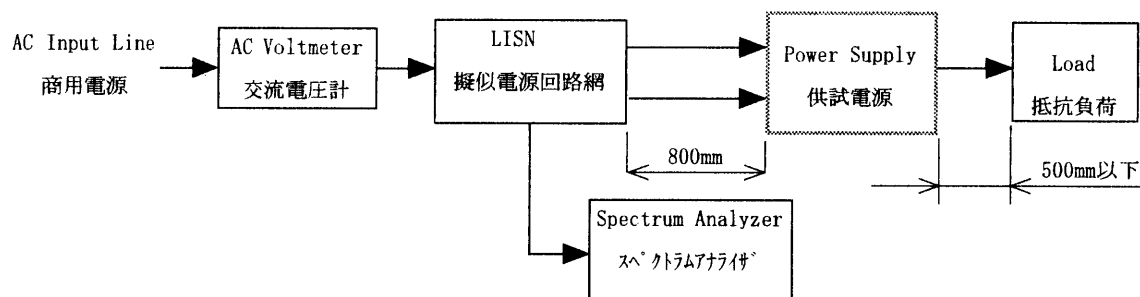 AC Input Line
商用電源
AC Voltmeter
交流電圧計
LISN
擬似電源回路網
Power Supply
供試電源
Load
抵抗負荷
800mm
500mm以下
Spectrum Analyzer
スペクトラムアナライザ